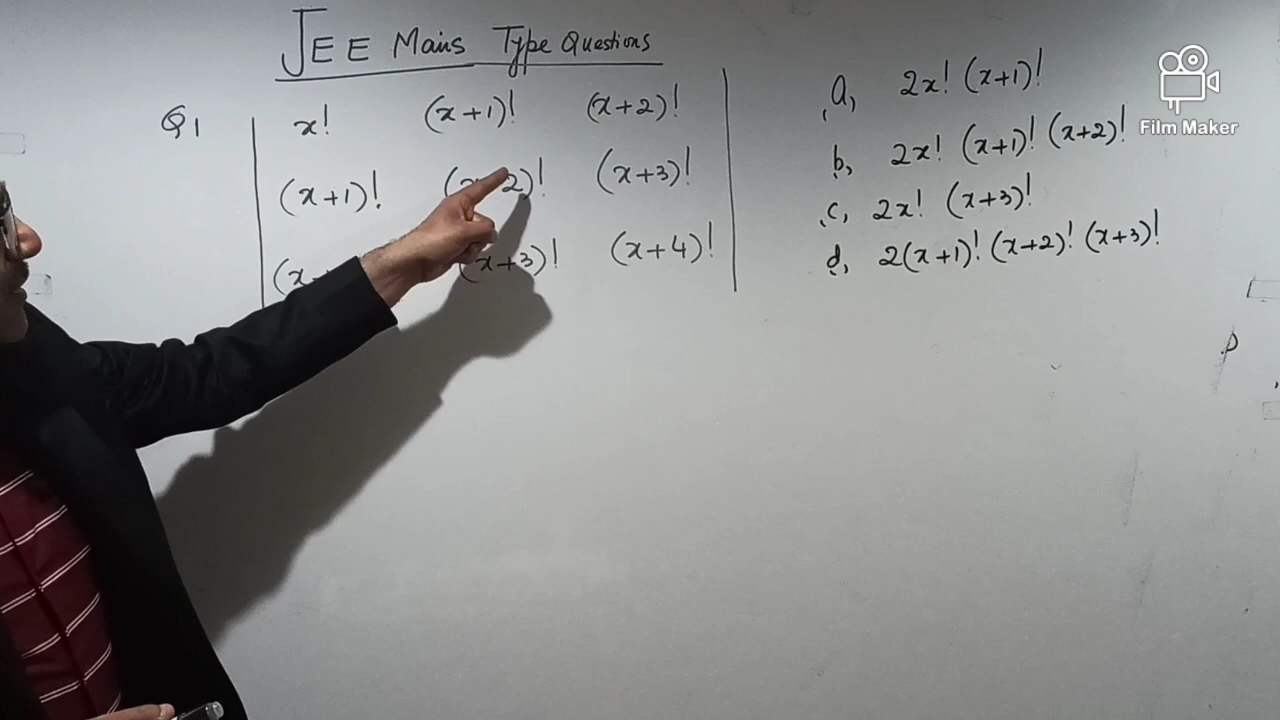 JEE Mains Type Questions
Q1 x! (x+1)! (x+2)!
(x+1)! (x+2)! (x+3)!
(x+3)! (x+4)!
a, 2x! (x+1)!
b, 2x! (x+1)! (x+2)!
c, 2x! (x+3)!
d, 2(x+1)! (x+2)! (x+3)!
Film Maker